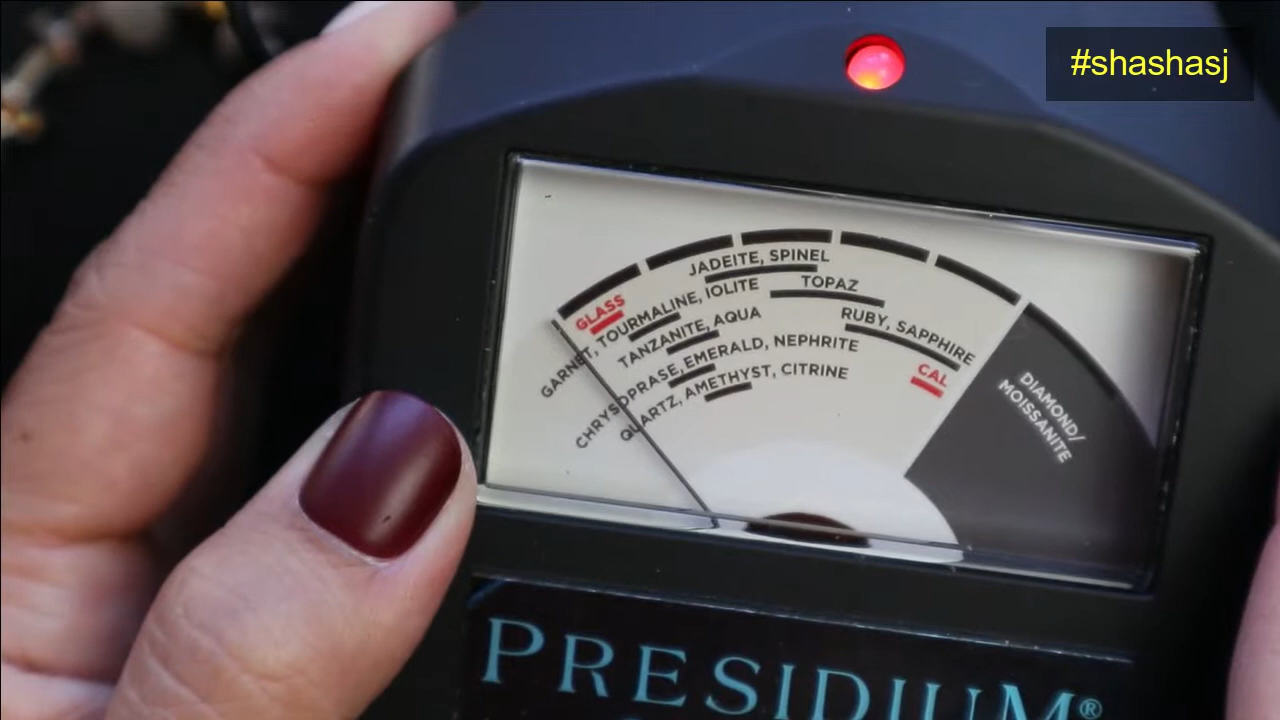 #shashasj
JADEITE, SPINEL
TOPAZ
GLASS
GARNET, TOURMALINE, IOLITE
RUBY, SAPPHIRE
TANZANITE, AQUA
CHRYSOPRASE, EMERALD, NEPHRITE
CAL
QUARTZ, AMETHYST, CITRINE
DIAMOND/
MOISSANITE
PRESIDIUM®